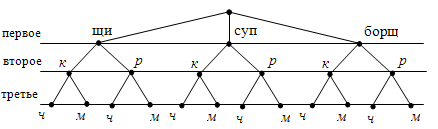 щи суп борщ
первое
второе к р к р к р
третье
ч м ч м ч м ч м ч м ч м